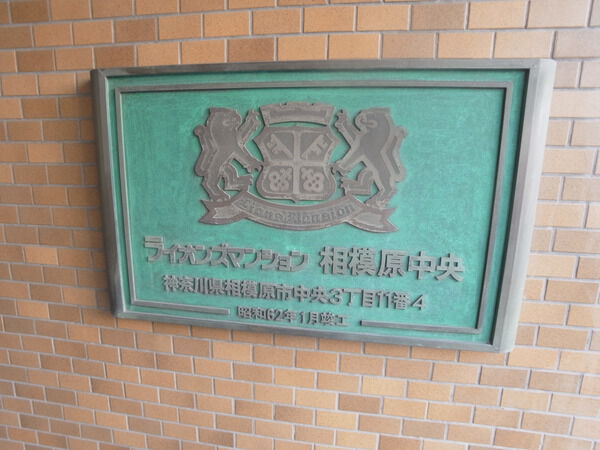 Lions Mansion
ライオンズマンション 相模原中央
神奈川県相模原市中央3丁目11番4
昭和62年1月竣工